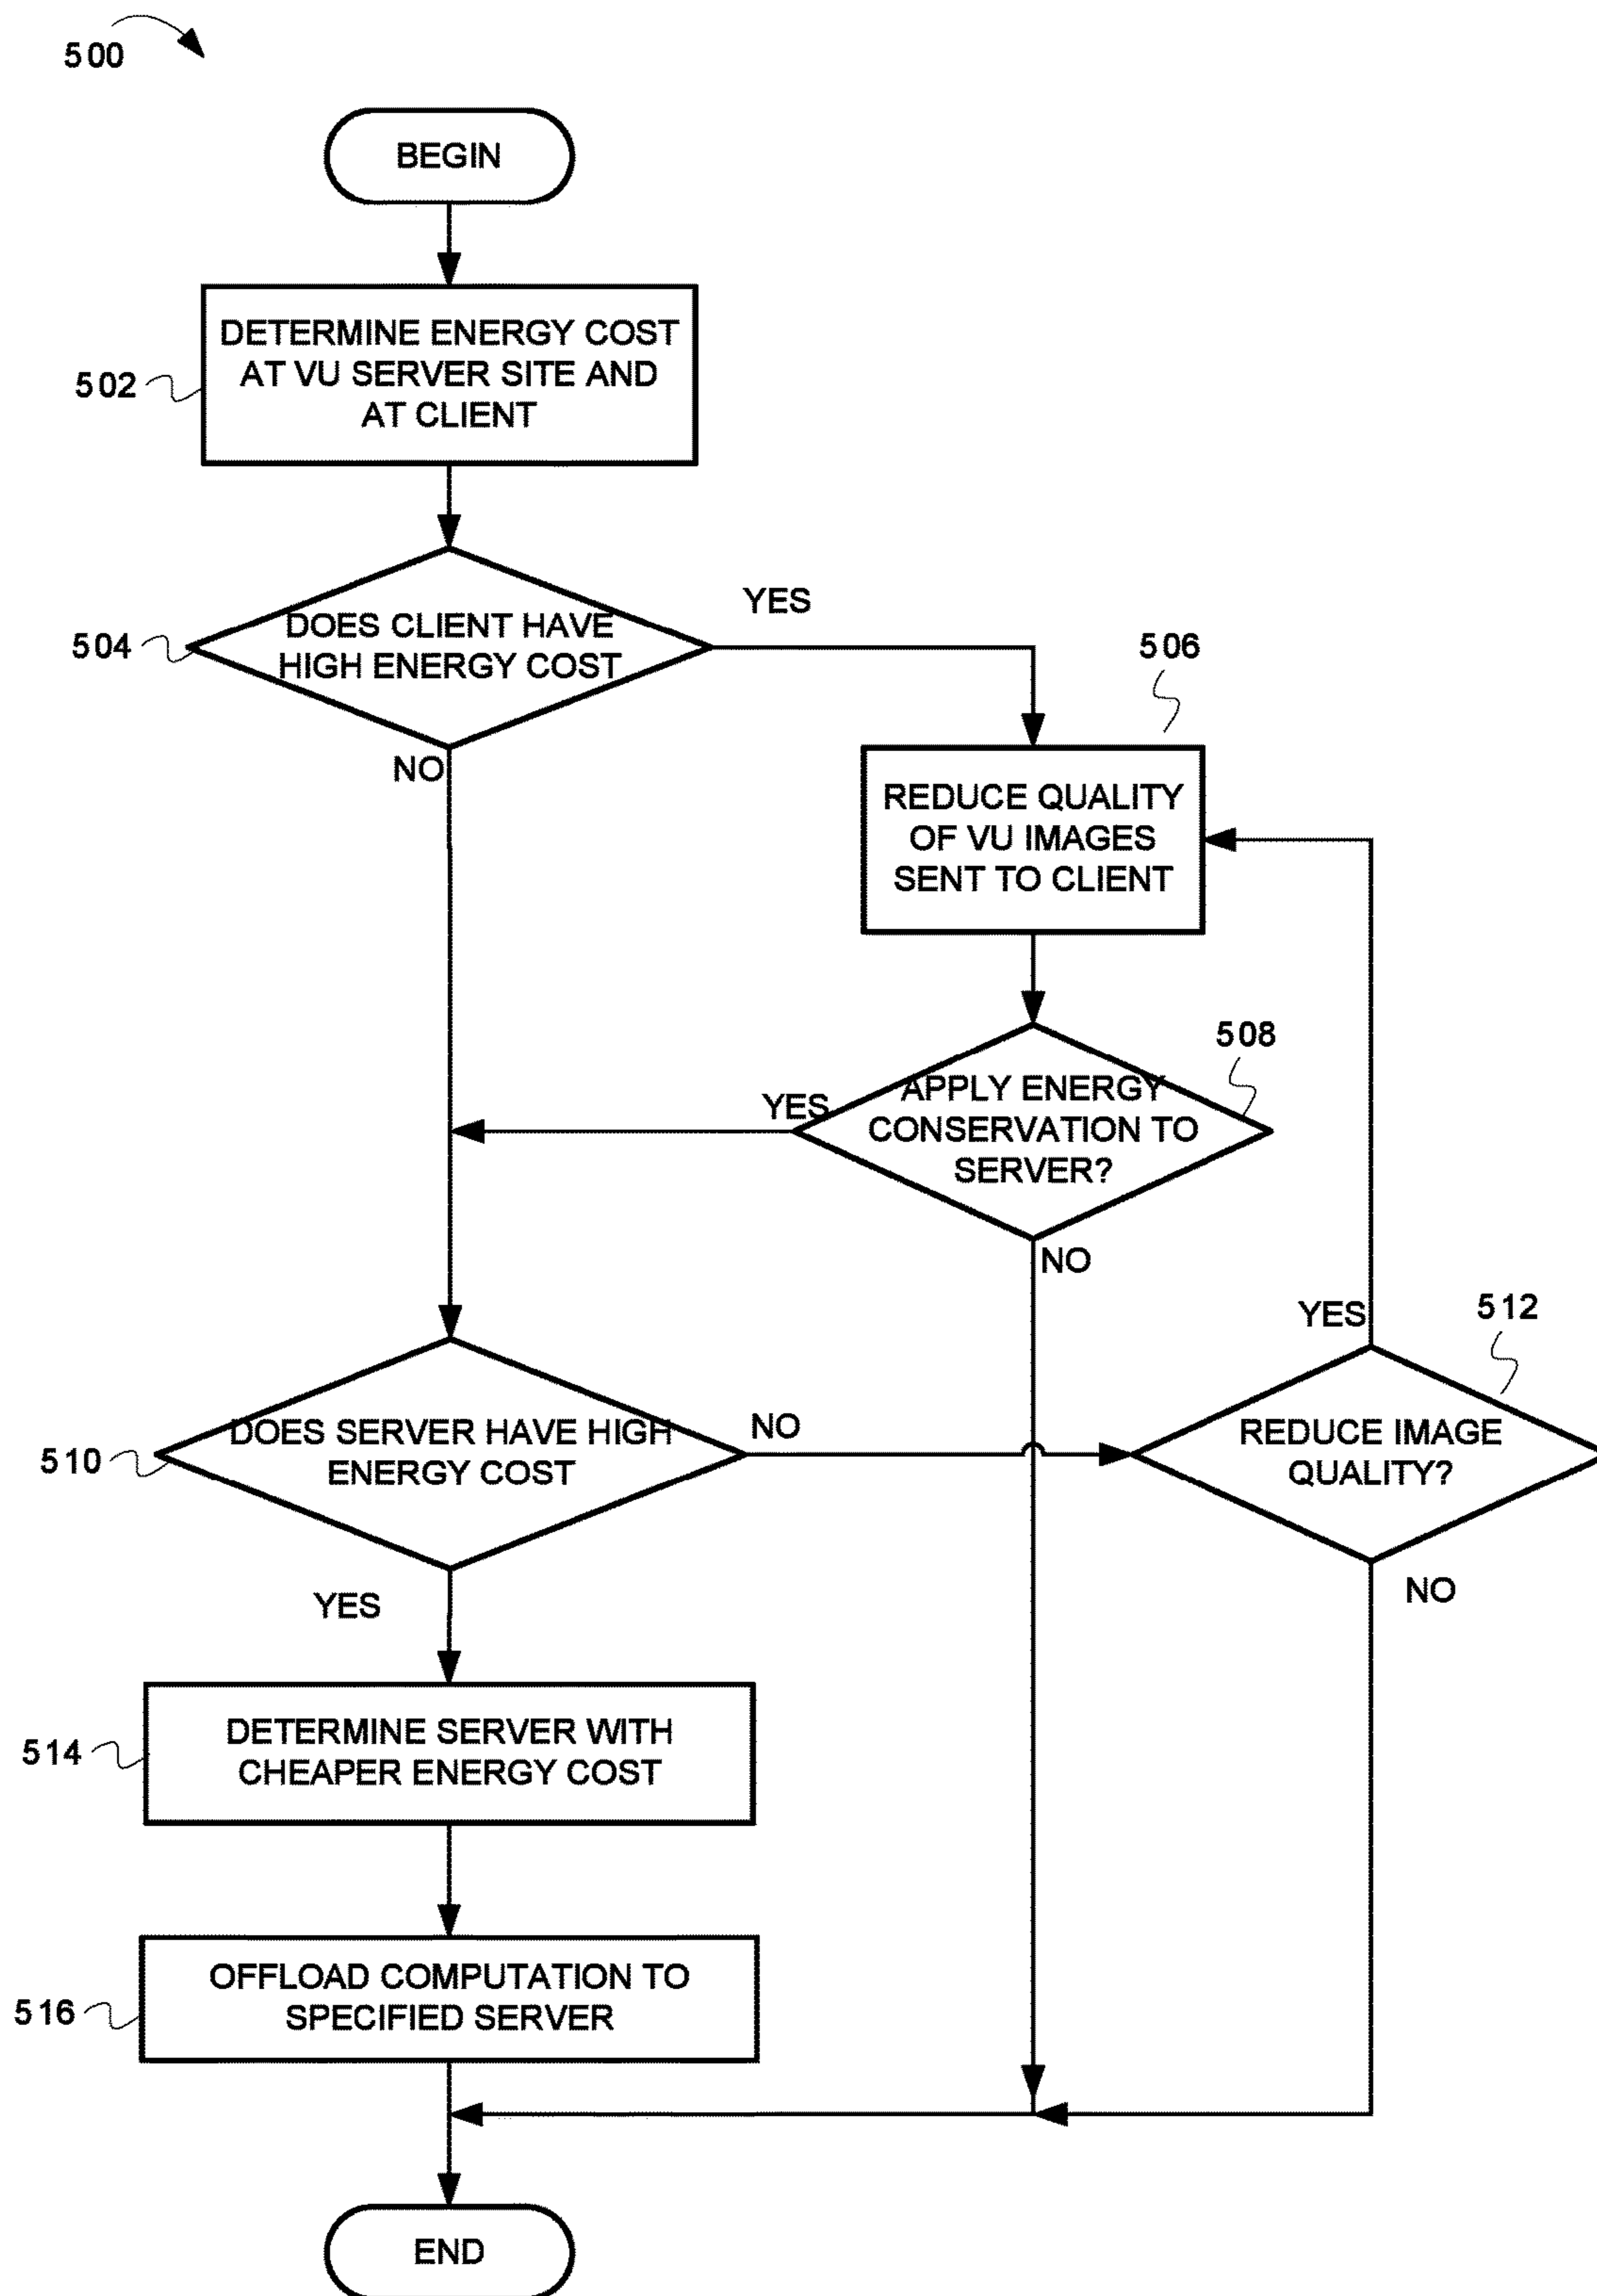 500
BEGIN
DETERMINE ENERGY COST
AT VU SERVER SITE AND
AT CLIENT
502
DOES CLIENT HAVE
HIGH ENERGY COST
504
YES
NO
506
REDUCE QUALITY
OF VU IMAGES
SENT TO CLIENT
508
APPLY ENERGY
CONSERVATION TO
SERVER?
YES
NO
DOES SERVER HAVE HIGH
ENERGY COST
510
NO
YES
512
REDUCE IMAGE
QUALITY?
YES
NO
DETERMINE SERVER WITH
CHEAPER ENERGY COST
514
OFFLOAD COMPUTATION TO
SPECIFIED SERVER
516
END